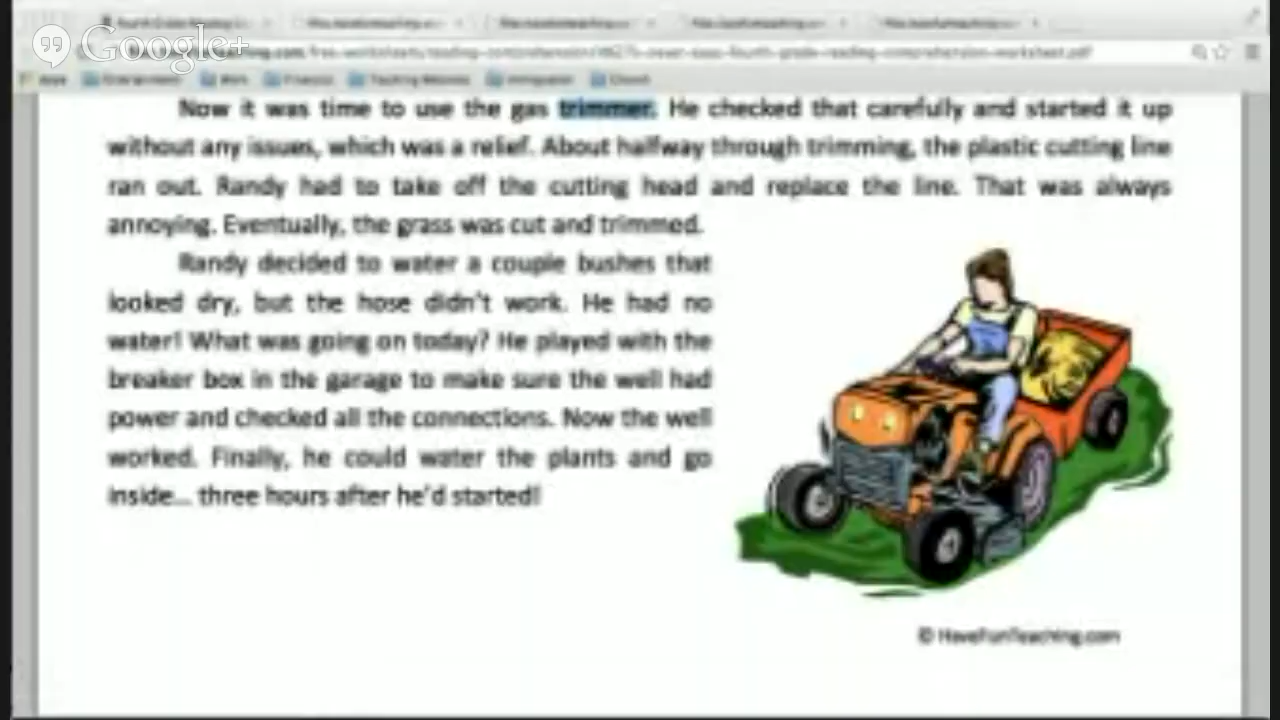 Google+
Now it was time to use the gas trimmer. He checked that carefully and started it up
without any issues, which was a relief. About halfway through trimming, the plastic cutting line
ran out. Randy had to take off the cutting head and replace the line. That was always
annoying. Eventually, the grass was cut and trimmed.
Randy decided to water a couple bushes that
looked dry, but the hose didn't work. He had no
water! What was going on today? He played with the
breaker box in the garage to make sure the well had
power and checked all the connections. Now the well
worked. Finally, he could water the plants and go
inside... three hours after he'd started!
© HaveFunTeaching.com